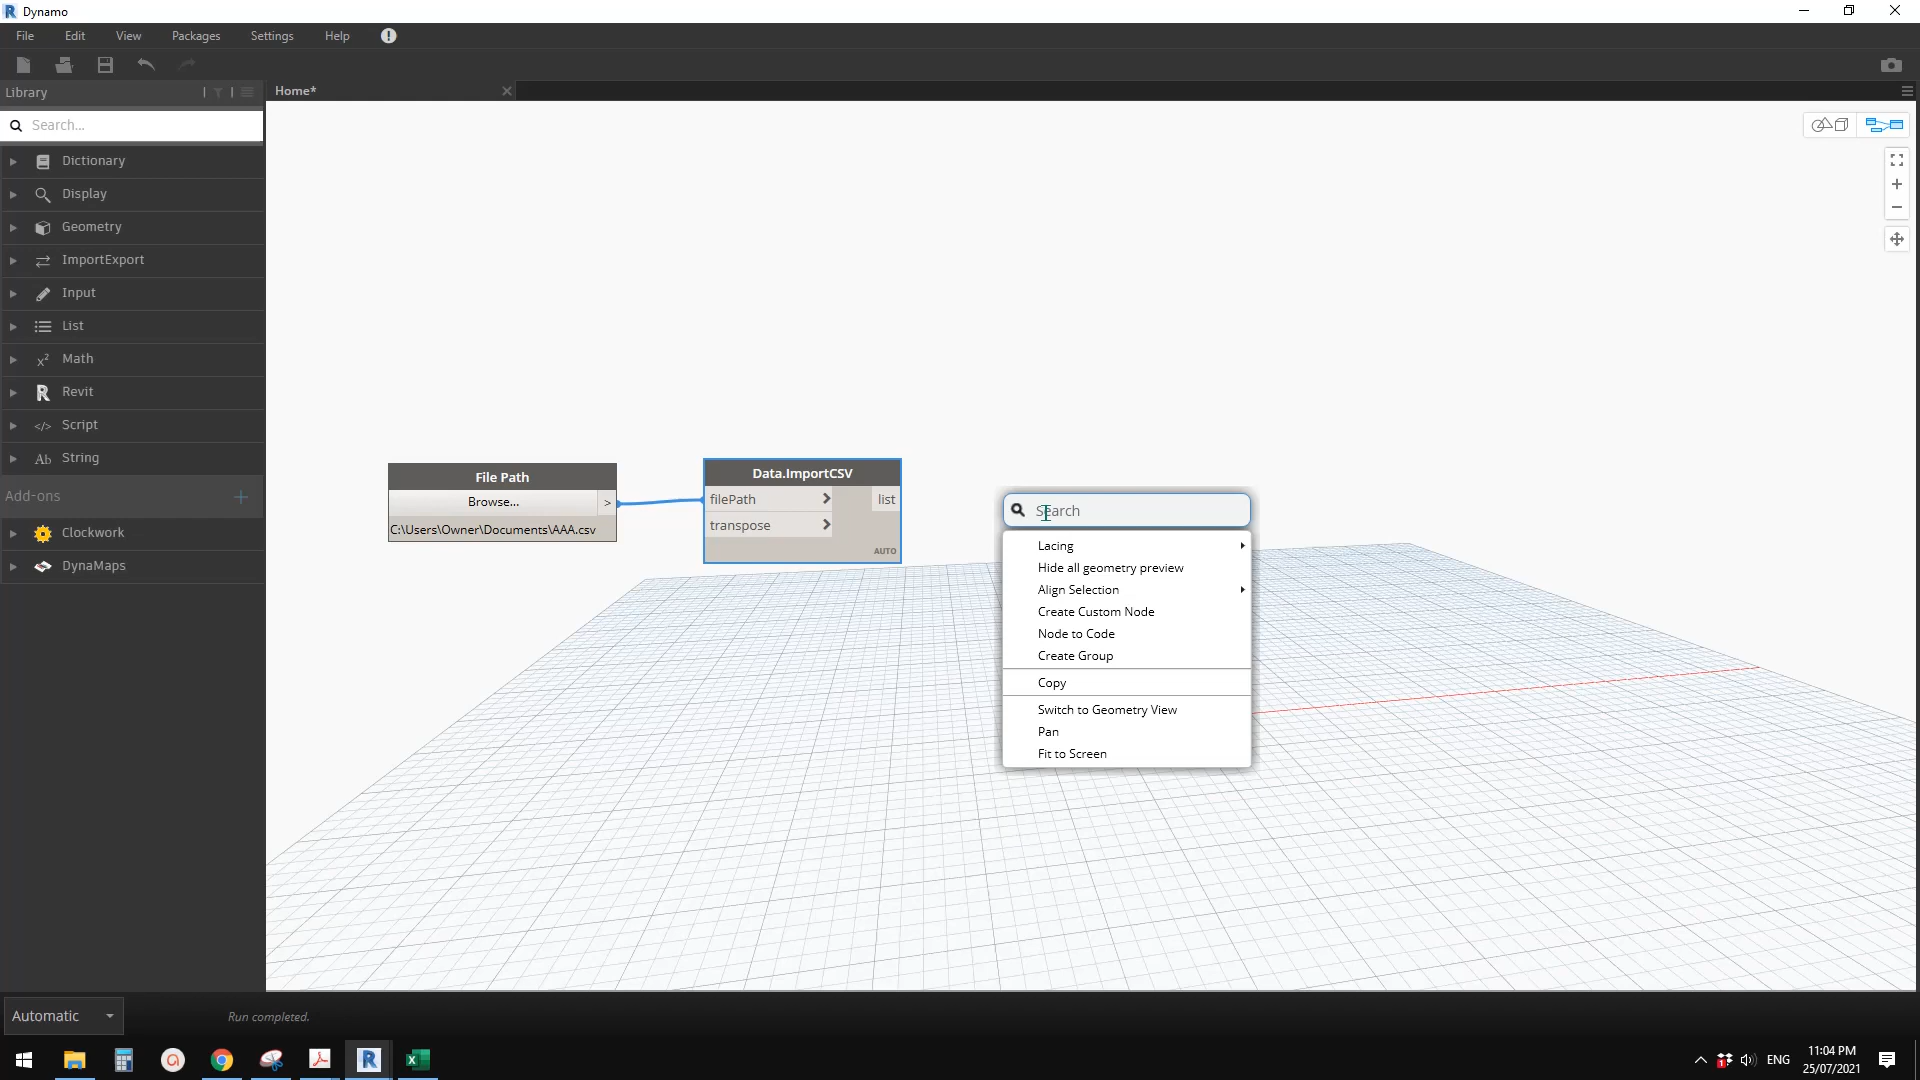 Dynamo
File Edit View Packages Settings Help
Library
Home*
Search...
Dictionary
Display
Geometry
ImportExport
Input
List
Math
Revit
Script
String
Add-ons
Clockwork
DynaMaps
File Path
Browse... >
C:\Users\Owner\Documents\AAA.csv
Data.ImportCSV
filePath > list
transpose >
AUTO
Search
Lacing
Hide all geometry preview
Align Selection
Create Custom Node
Node to Code
Create Group
Copy
Switch to Geometry View
Pan
Fit to Screen
Automatic
Run completed.
ENG
11:04 PM
25/07/2021